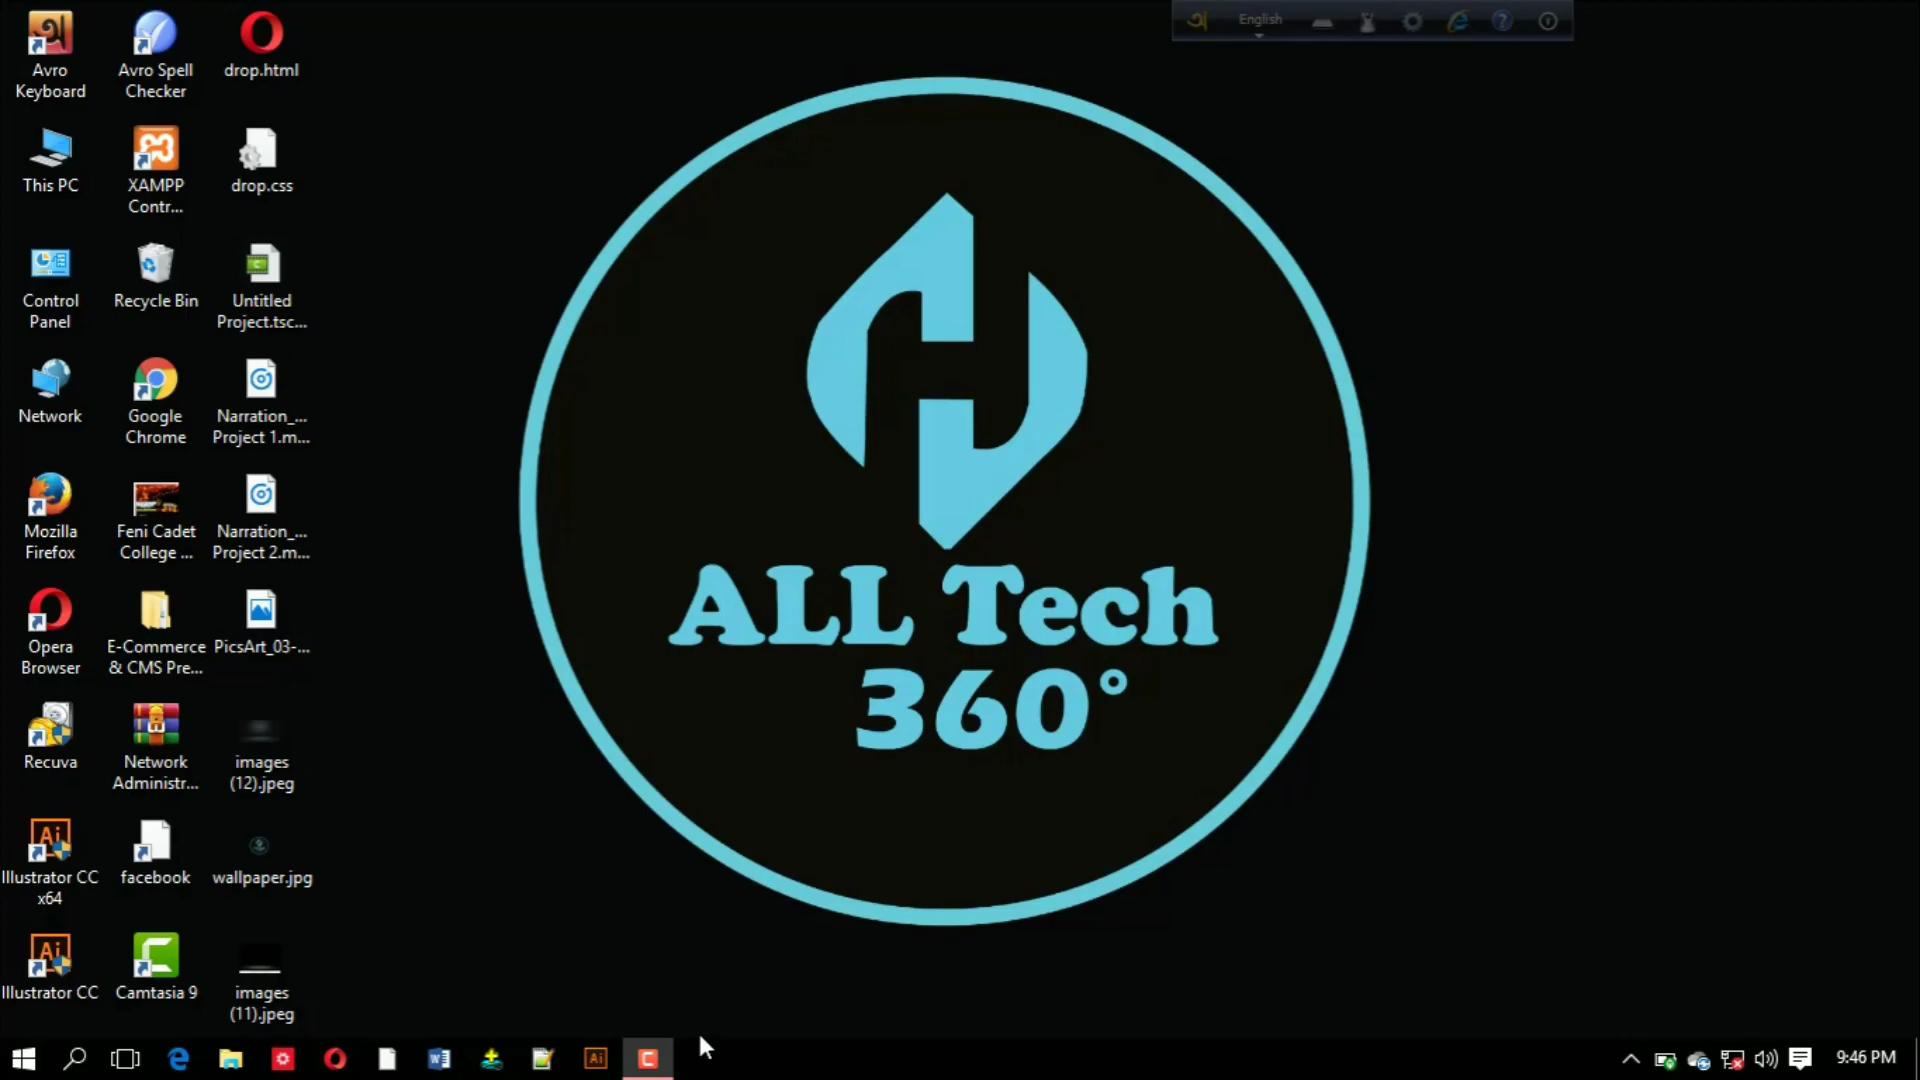 অ English
Avro
Keyboard
Avro Spell
Checker
drop.html
This PC
XAMPP
Contr...
drop.css
Control
Panel
Recycle Bin
Untitled
Project.tsc...
Network
Google
Chrome
Narration_...
Project 1.m...
Mozilla
Firefox
Feni Cadet
College ...
Narration_...
Project 2.m...
Opera
Browser
E-Commerce
& CMS Pre...
PicsArt_03-...
Recuva
Network
Administr...
images
(12).jpeg
Illustrator CC
x64
facebook
wallpaper.jpg
Illustrator CC
Camtasia 9
images
(11).jpeg
ALL Tech
360°
9:46 PM